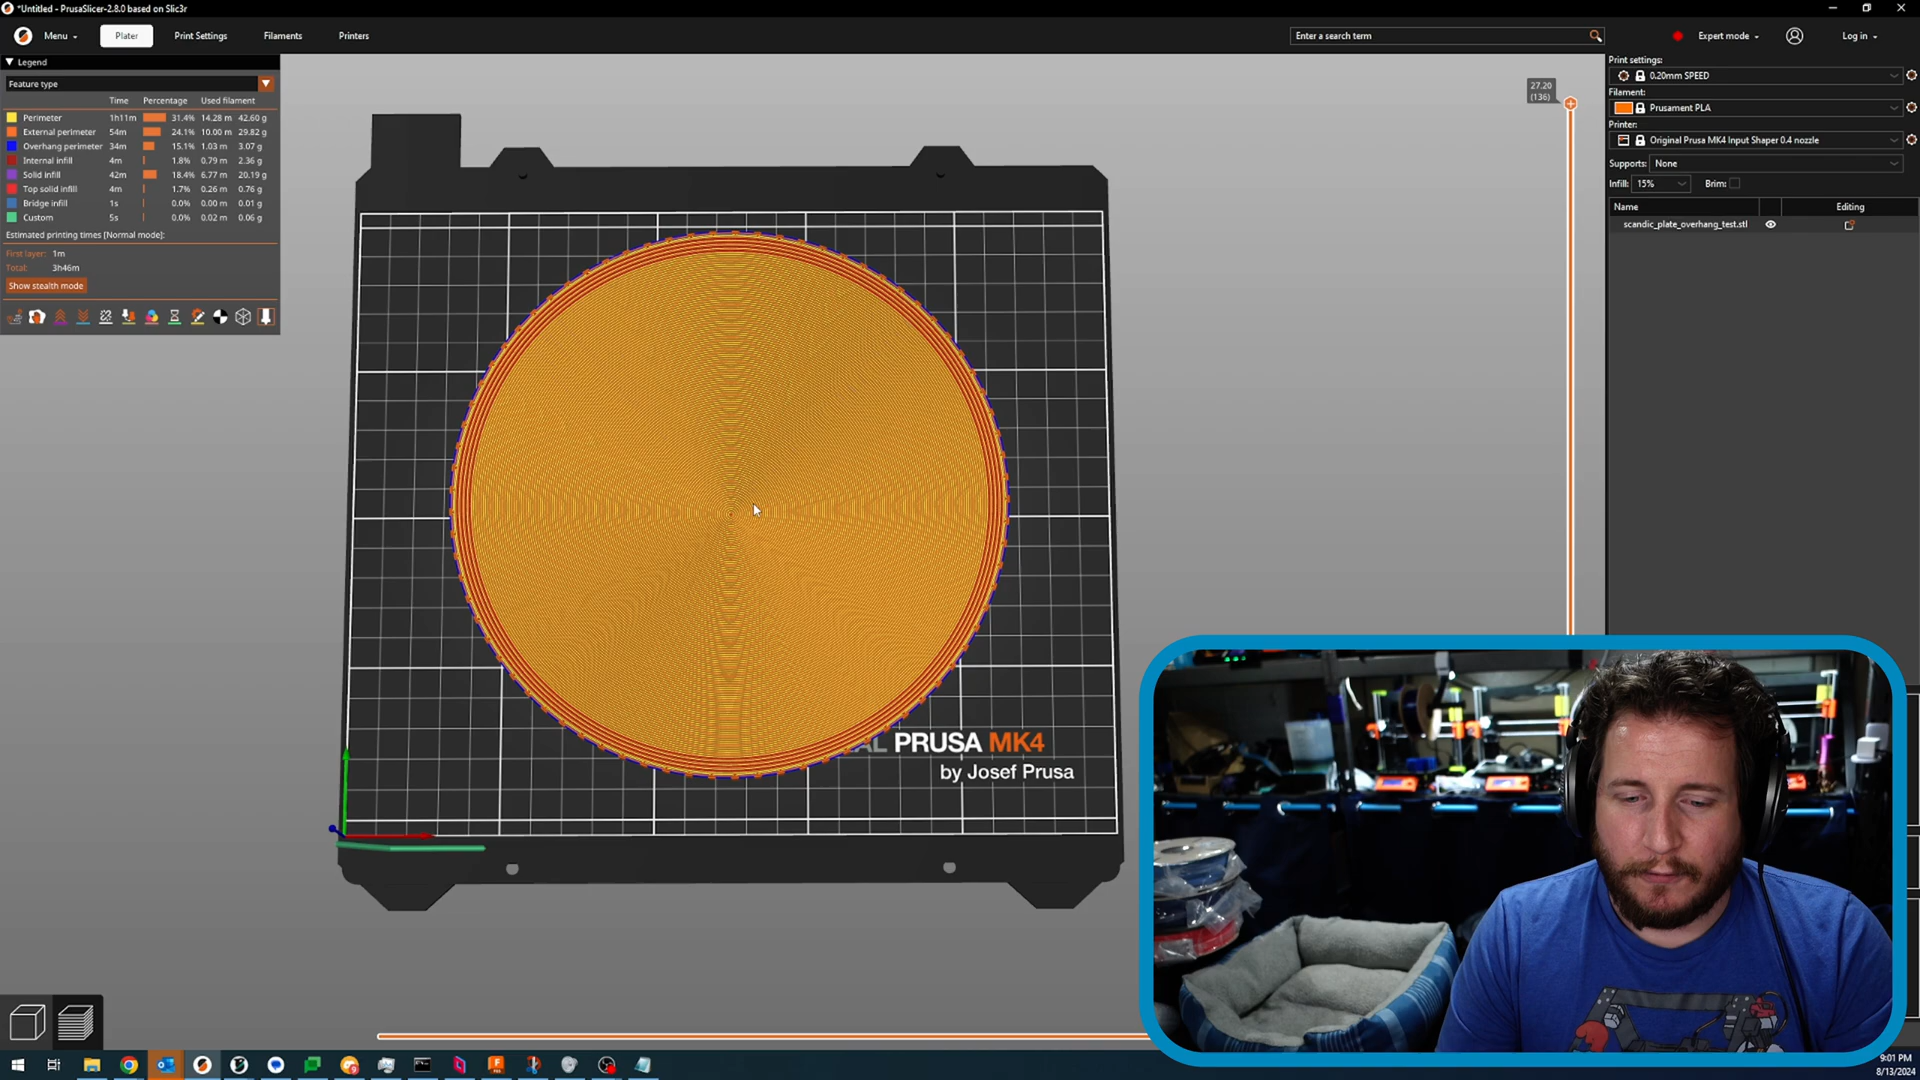 *Untitled - PrusaSlicer-2.8.0 based on Slic3r
Menu Plater Print Settings Filaments Printers Enter a search term Expert mode Log in
Legend
Feature type
Time Percentage Used filament
Perimeter 1h11m 31.4% 14.28 m 42.60 g
External perimeter 54m 24.1% 10.00 m 29.82 g
Overhang perimeter 34m 15.1% 1.03 m 3.07 g
Internal infill 4m 1.8% 0.79 m 2.36 g
Solid infill 42m 18.4% 6.77 m 20.19 g
Top solid infill 4m 1.7% 0.26 m 0.76 g
Bridge infill 1s 0.0% 0.00 m 0.01 g
Custom 5s 0.0% 0.02 m 0.06 g
Estimated printing times [Normal mode]:
First layer: 1m
Total: 3h46m
Show stealth mode
27.20
(136)
Print settings:
0.20mm SPEED
Filament:
Prusament PLA
Printer:
Original Prusa MK4 Input Shaper 0.4 nozzle
Supports: None
Infill: 15% Brim:
Name Editing
scandic_plate_overhang_test.stl
AL PRUSA MK4
by Josef Prusa
9:01 PM
8/13/2024